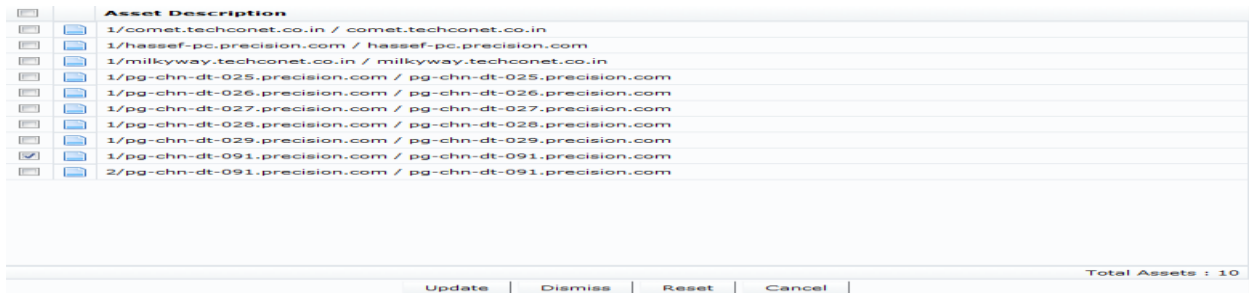 Asset Description
1/comet.techconet.co.in / comet.techconet.co.in
1/hassef-pc.precision.com / hassef-pc.precision.com
1/milkyway.techconet.co.in / milkyway.techconet.co.in
1/pg-chn-dt-025.precision.com / pg-chn-dt-025.precision.com
1/pg-chn-dt-026.precision.com / pg-chn-dt-026.precision.com
1/pg-chn-dt-027.precision.com / pg-chn-dt-027.precision.com
1/pg-chn-dt-028.precision.com / pg-chn-dt-028.precision.com
1/pg-chn-dt-029.precision.com / pg-chn-dt-029.precision.com
1/pg-chn-dt-091.precision.com / pg-chn-dt-091.precision.com
2/pg-chn-dt-091.precision.com / pg-chn-dt-091.precision.com
Total Assets : 10
Update | Dismiss | Reset | Cancel |